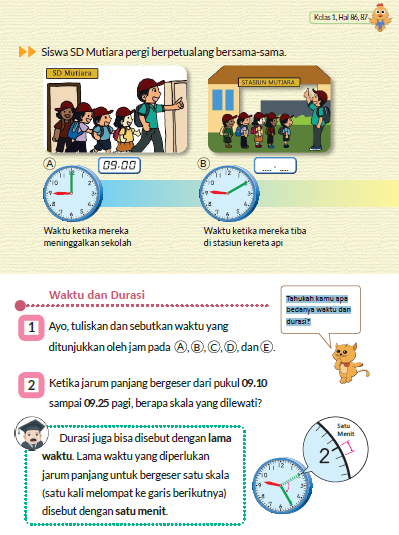 Kelas 1, Hal 86, 87
Siswa SD Mutiara pergi berpetualang bersama-sama.
SD Mutiara
STASIUN MUTIARA
A 09:00 B .... . ....
Waktu ketika mereka
meninggalkan sekolah
Waktu ketika mereka tiba
di stasiun kereta api
Waktu dan Durasi
Tahukah kamu apa
bedanya waktu dan
durasi?
1 Ayo, tuliskan dan sebutkan waktu yang
ditunjukkan oleh jam pada Ⓐ, Ⓑ, Ⓒ, Ⓓ, dan Ⓔ.
2 Ketika jarum panjang bergeser dari pukul 09.10
sampai 09.25 pagi, berapa skala yang dilewati?
Durasi juga bisa disebut dengan lama
waktu. Lama waktu yang diperlukan
jarum panjang untuk bergeser satu skala
(satu kali melompat ke garis berikutnya)
disebut dengan satu menit.
Satu
Menit
2